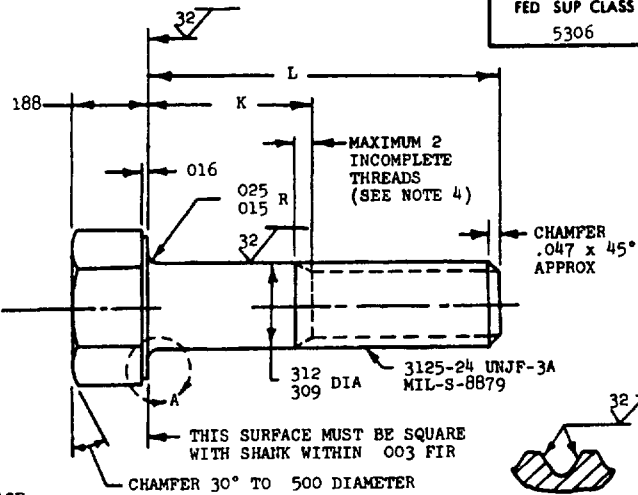 32
FED SUP CLASS
5306
L
188
K
MAXIMUM 2
INCOMPLETE
THREADS
(SEE NOTE 4)
016
025
015 R
32
CHAMFER
.047 x 45°
APPROX
312
309 DIA
3125-24 UNJF-3A
MIL-S-8879
A
32
THIS SURFACE MUST BE SQUARE
WITH SHANK WITHIN 003 FIR
CHAMFER 30° TO 500 DIAMETER